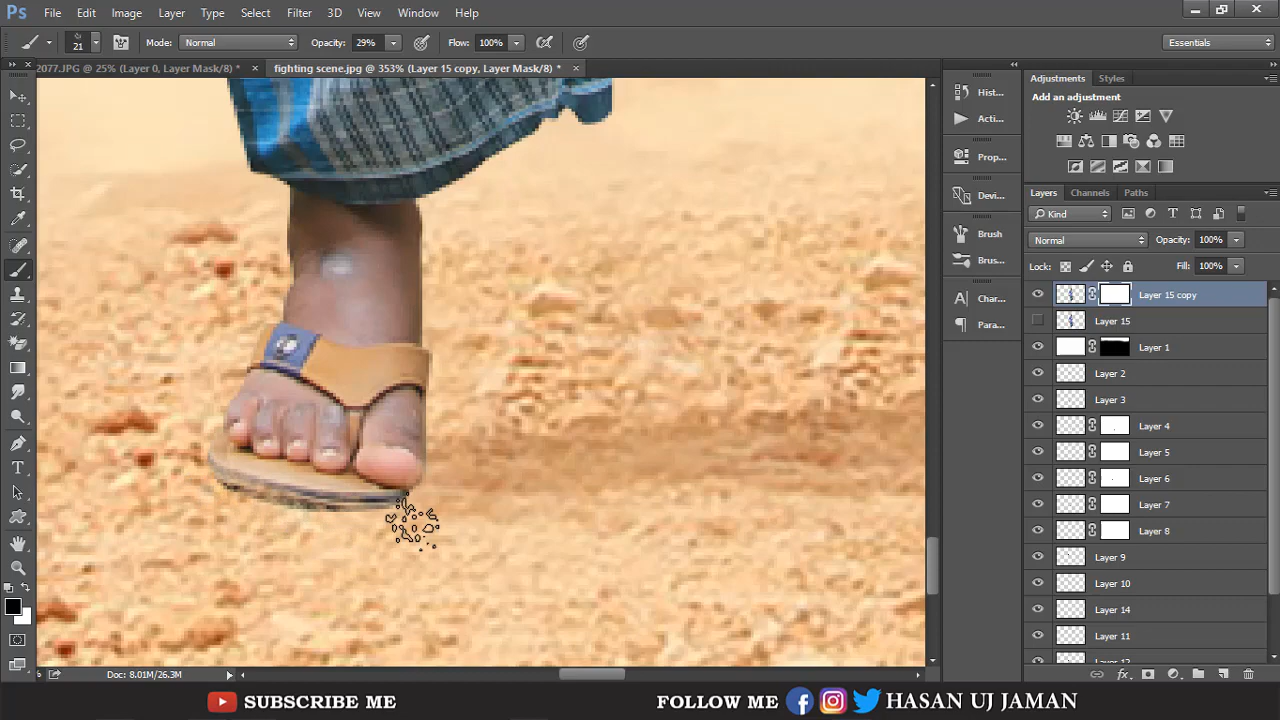 Ps File Edit Image Layer Type Select Filter 3D View Window Help
21 Mode: Normal Opacity: 29% Flow: 100% Essentials
2077.JPG @ 25% (Layer 0, Layer Mask/8) * × fighting scene.jpg @ 353% (Layer 15 copy, Layer Mask/8) * ×
Hist...
Acti...
Prop...
Devi...
Brush
Brus...
Char...
Para...
Adjustments Styles
Add an adjustment
Layers Channels Paths
Kind
Normal Opacity: 100%
Lock: Fill: 100%
Layer 15 copy
Layer 15
Layer 1
Layer 2
Layer 3
Layer 4
Layer 5
Layer 6
Layer 7
Layer 8
Layer 9
Layer 10
Layer 14
Layer 11
Layer 12
Doc: 8.01M/26.3M
SUBSCRIBE ME FOLLOW ME HASAN UJ JAMAN